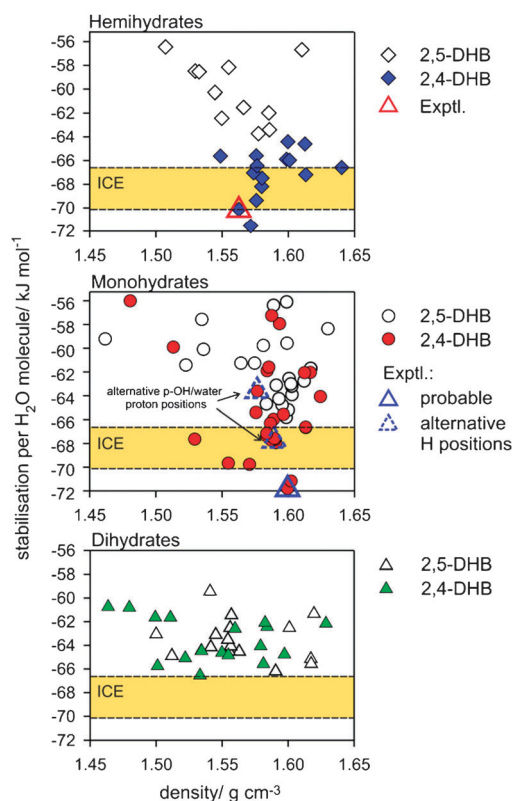 Hemihydrates
-56
-58
-60
-62
-64
-66
-68
-70
-72
ICE
1.45 1.50 1.55 1.60 1.65
2,5-DHB
2,4-DHB
Exptl.
Monohydrates
-56
-58
-60
-62
-64
-66
-68
-70
-72
alternative p-OH/water
proton positions
ICE
1.45 1.50 1.55 1.60 1.65
2,5-DHB
2,4-DHB
Exptl.:
probable
alternative
H positions
stabilisation per H₂O molecule/ kJ mol⁻¹
Dihydrates
-56
-58
-60
-62
-64
-66
-68
-70
-72
ICE
1.45 1.50 1.55 1.60 1.65
2,5-DHB
2,4-DHB
density/ g cm⁻³